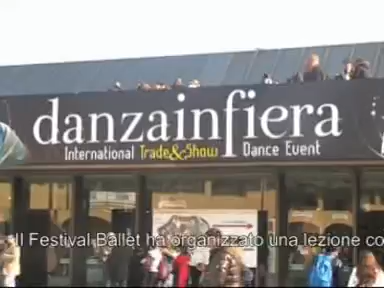 danzainfiera
International Trade&Show Dance Event
Il Festival Ballet ha organizzato una lezione co